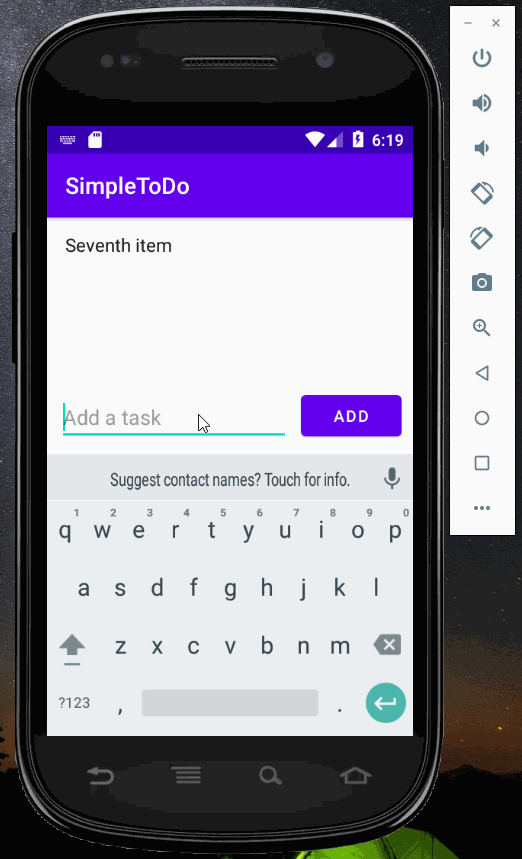 6:19
SimpleToDo
Seventh item
Add a task
ADD
Suggest contact names? Touch for info.
1 2 3 4 5 6 7 8 9 0
q w e r t y u i o p
a s d f g h j k l
z x c v b n m
?123 , .